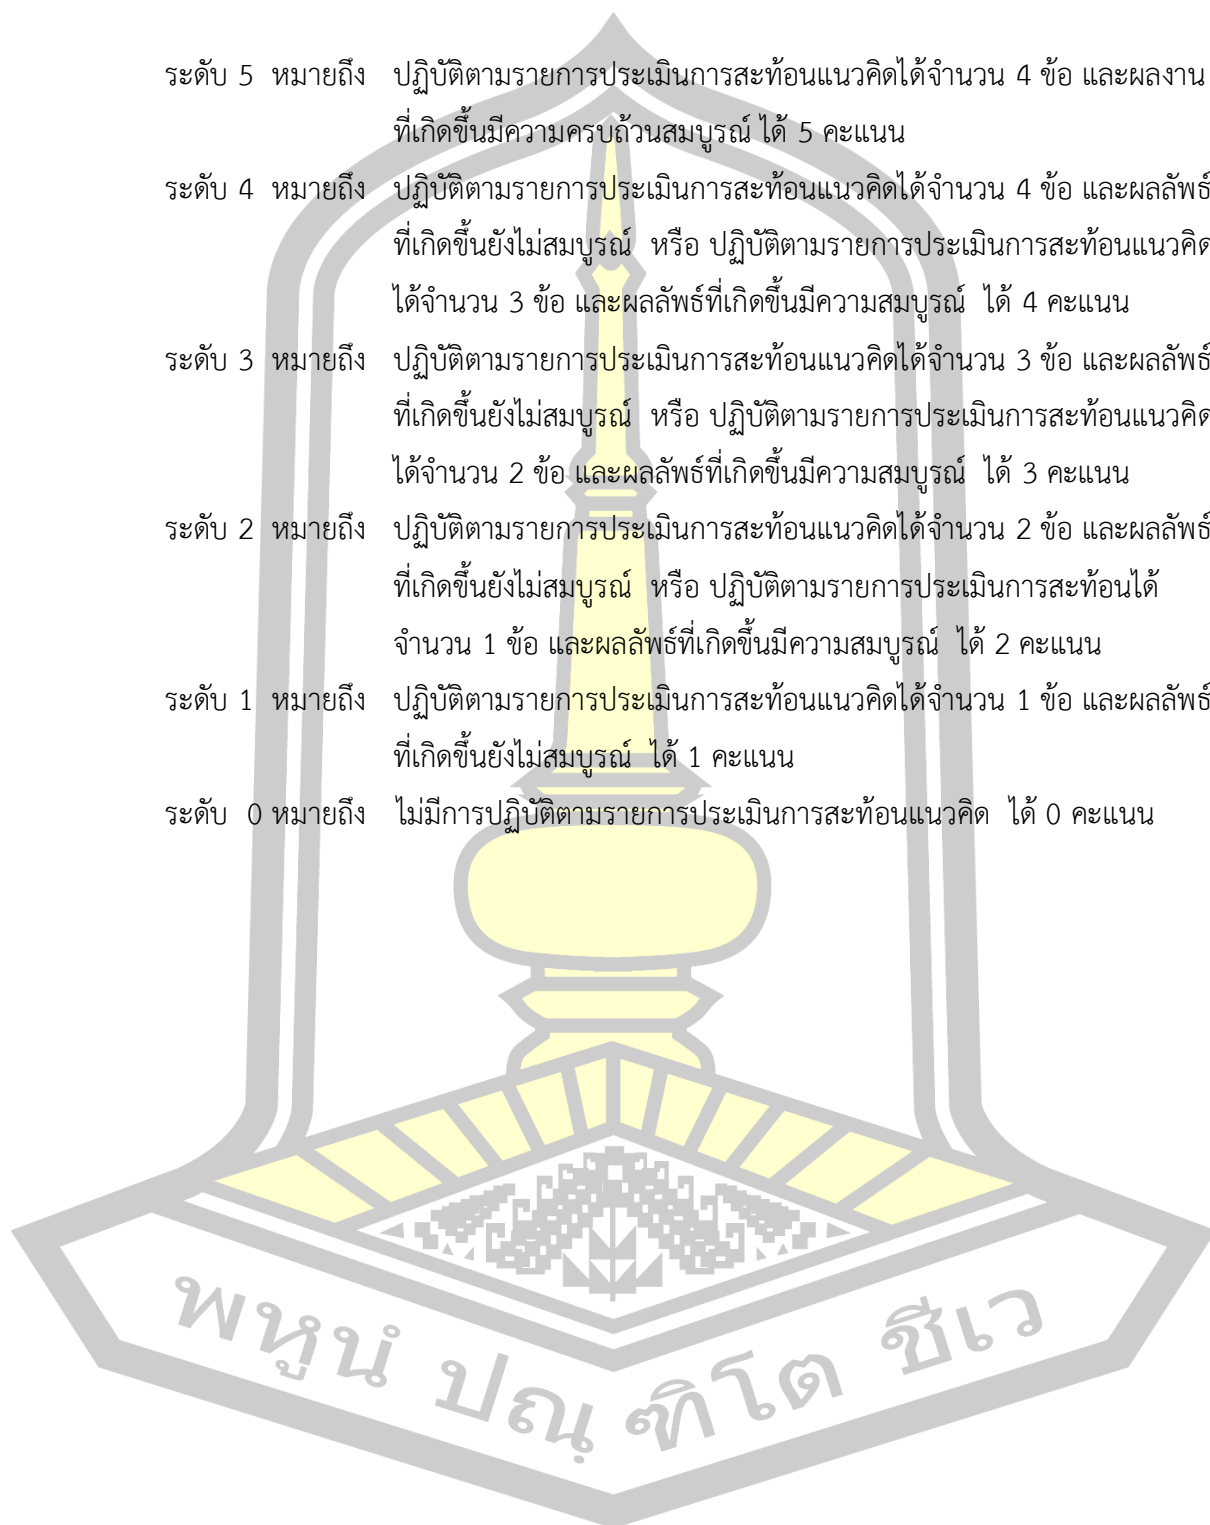 ระดับ 5 หมายถึง ปฏิบัติตามรายการประเมินการสะท้อนแนวคิดได้จำนวน 4 ข้อ และผลงาน
ที่เกิดขึ้นมีความครบถ้วนสมบูรณ์ ได้ 5 คะแนน
ระดับ 4 หมายถึง ปฏิบัติตามรายการประเมินการสะท้อนแนวคิดได้จำนวน 4 ข้อ และผลลัพธ์
ที่เกิดขึ้นยังไม่สมบูรณ์ หรือ ปฏิบัติตามรายการประเมินการสะท้อนแนวคิด
ได้จำนวน 3 ข้อ และผลลัพธ์ที่เกิดขึ้นมีความสมบูรณ์ ได้ 4 คะแนน
ระดับ 3 หมายถึง ปฏิบัติตามรายการประเมินการสะท้อนแนวคิดได้จำนวน 3 ข้อ และผลลัพธ์
ที่เกิดขึ้นยังไม่สมบูรณ์ หรือ ปฏิบัติตามรายการประเมินการสะท้อนแนวคิด
ได้จำนวน 2 ข้อ และผลลัพธ์ที่เกิดขึ้นมีความสมบูรณ์ ได้ 3 คะแนน
ระดับ 2 หมายถึง ปฏิบัติตามรายการประเมินการสะท้อนแนวคิดได้จำนวน 2 ข้อ และผลลัพธ์
ที่เกิดขึ้นยังไม่สมบูรณ์ หรือ ปฏิบัติตามรายการประเมินการสะท้อนได้
จำนวน 1 ข้อ และผลลัพธ์ที่เกิดขึ้นมีความสมบูรณ์ ได้ 2 คะแนน
ระดับ 1 หมายถึง ปฏิบัติตามรายการประเมินการสะท้อนแนวคิดได้จำนวน 1 ข้อ และผลลัพธ์
ที่เกิดขึ้นยังไม่สมบูรณ์ ได้ 1 คะแนน
ระดับ 0 หมายถึง ไม่มีการปฏิบัติตามรายการประเมินการสะท้อนแนวคิด ได้ 0 คะแนน
พหูนํ ปณฺ ฑิโต ชีเว